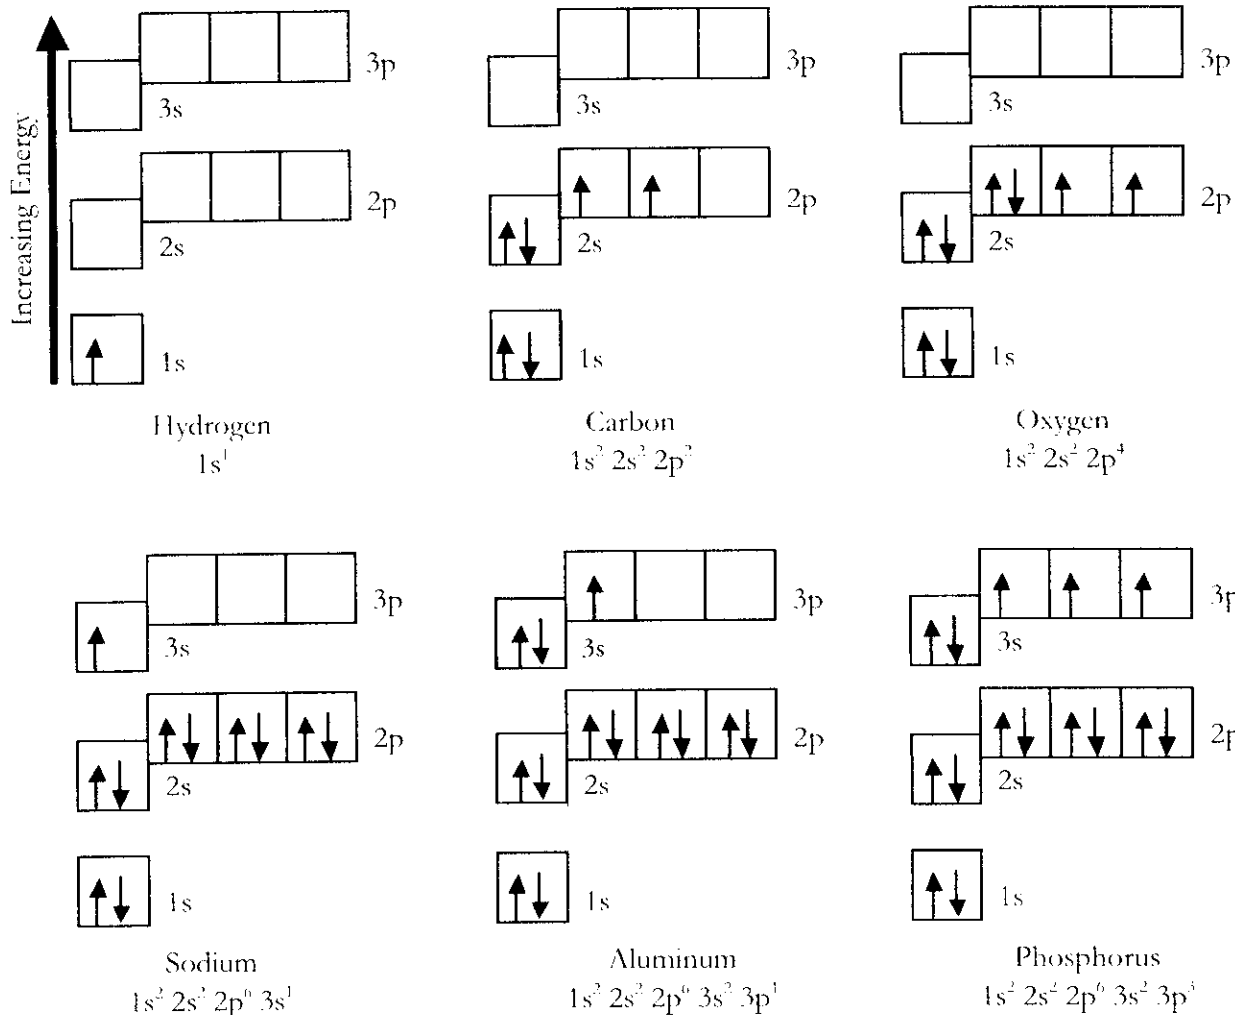 Increasing Energy
3p
3s
2p
2s
1s
Hydrogen
1s¹
3p
3s
2p
2s
1s
Carbon
1s² 2s² 2p²
3p
3s
2p
2s
1s
Oxygen
1s² 2s² 2p⁴
3p
3s
2p
2s
1s
Sodium
1s² 2s² 2p⁶ 3s¹
3p
3s
2p
2s
1s
Aluminum
1s² 2s² 2p⁶ 3s² 3p¹
3p
3s
2p
2s
1s
Phosphorus
1s² 2s² 2p⁶ 3s² 3p³